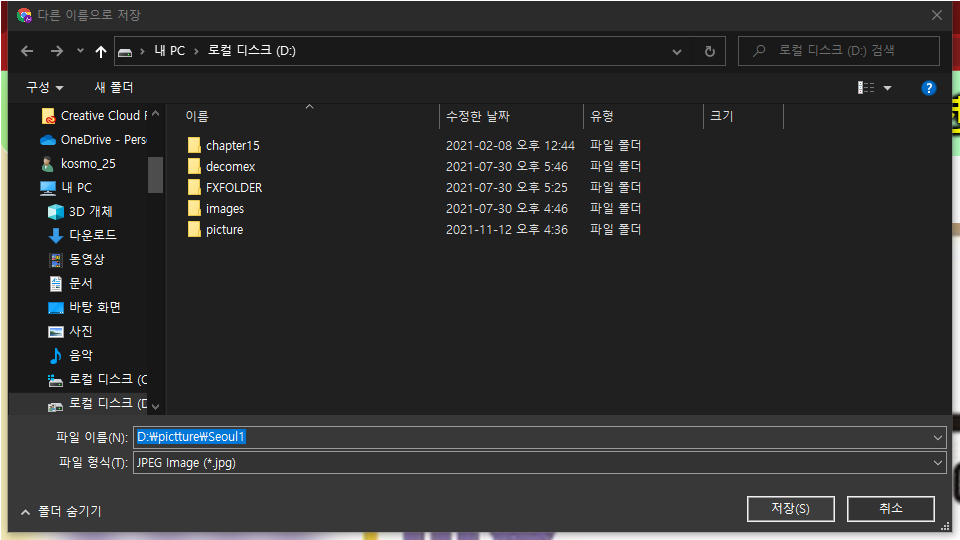 다른 이름으로 저장
내 PC
로컬 디스크 (D:)
로컬 디스크 (D:) 검색
구성
새 폴더
?
Creative Cloud F
OneDrive - Perso
kosmo_25
내 PC
3D 개체
다운로드
동영상
문서
바탕 화면
사진
음악
로컬 디스크 (C
로컬 디스크 (D
이름 수정한 날짜 유형 크기
chapter15 2021-02-08 오후 12:44 파일 폴더
decomex 2021-07-30 오후 5:46 파일 폴더
FXFOLDER 2021-07-30 오후 5:25 파일 폴더
images 2021-07-30 오후 4:46 파일 폴더
picture 2021-11-12 오후 4:36 파일 폴더
파일 이름(N): D:₩pictture₩Seoul1
파일 형식(T): JPEG Image (*.jpg)
폴더 숨기기
저장(S)
취소